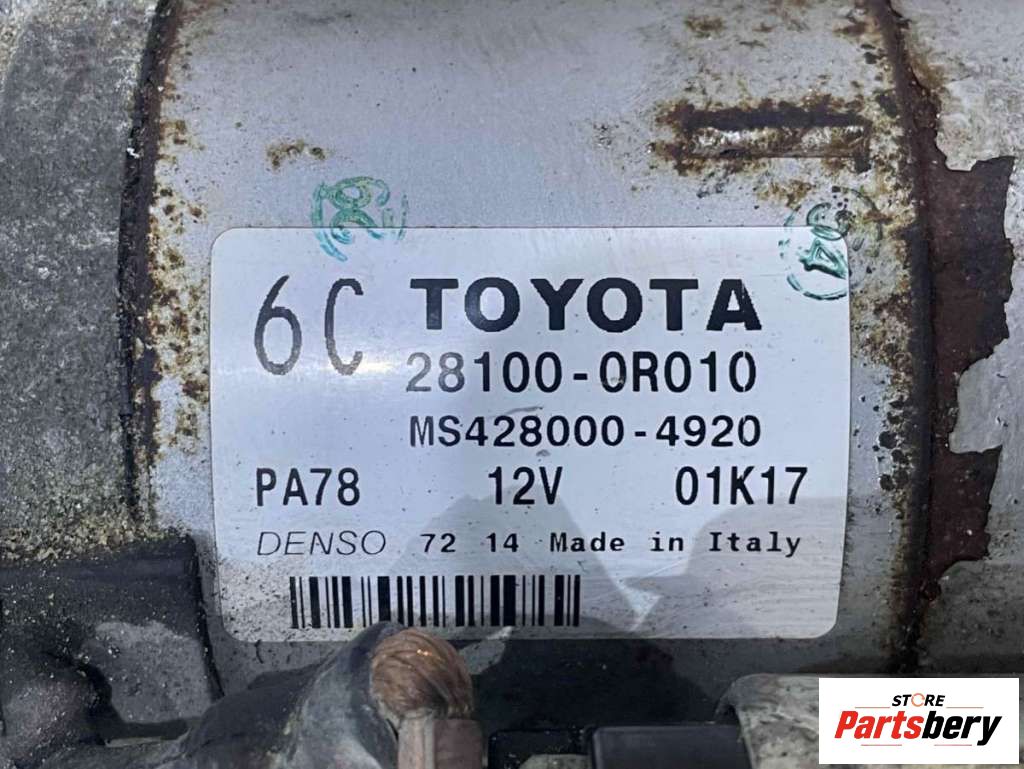 6C TOYOTA
28100-0R010
MS428000-4920
PA78 12V 01K17
DENSO 72 14 Made in Italy
STORE
Partsbery